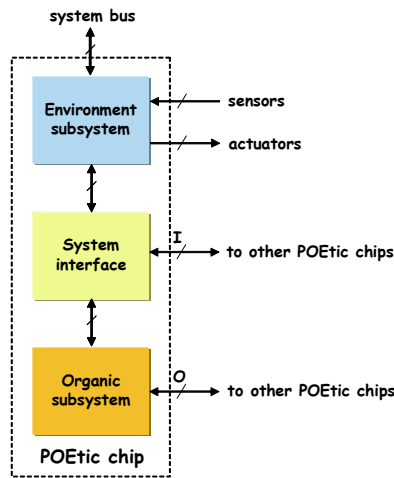 system bus
Environment
subsystem
sensors
actuators
System
interface
I
to other POEtic chips
Organic
subsystem
O
to other POEtic chips
POEtic chip